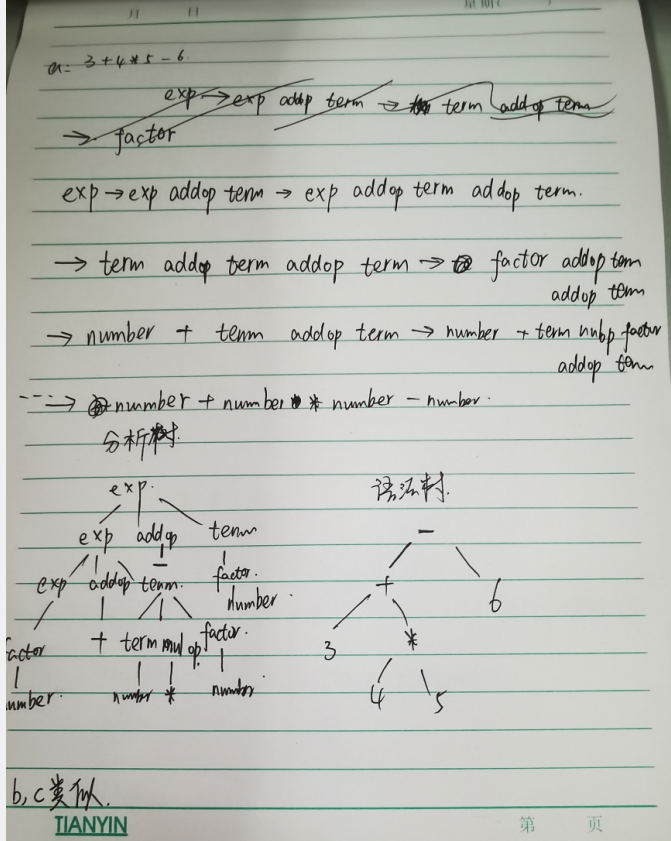 月 日 星期( )
a: 3+4*5-6.
exp → exp addop term → term addop term
→ factor
exp → exp addop term → exp addop term addop term.
→ term addop term addop term → factor addop term
addop term
→ number + term addop term → number + term factor
addop term
---→ number + number * number - number.
分析树.
exp. 语法树.
exp addop term -
exp addop - term. factor. + 6
number
factor + term mulop factor. 3 *
number. number * number. 4 5
b, c类似.
TIANYIN 第 页